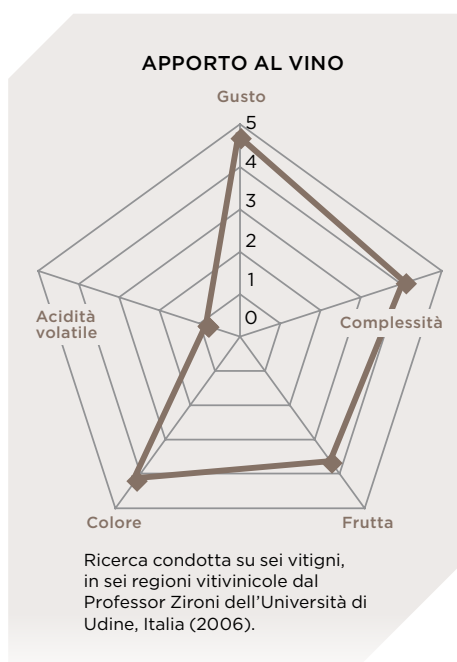 APPORTO AL VINO
Gusto
5
4
3
2
1
0
Acidità
volatile
Complessità
Colore
Frutta
Ricerca condotta su sei vitigni,
in sei regioni vitivinicole dal
Professor Zironi dell’Università di
Udine, Italia (2006).